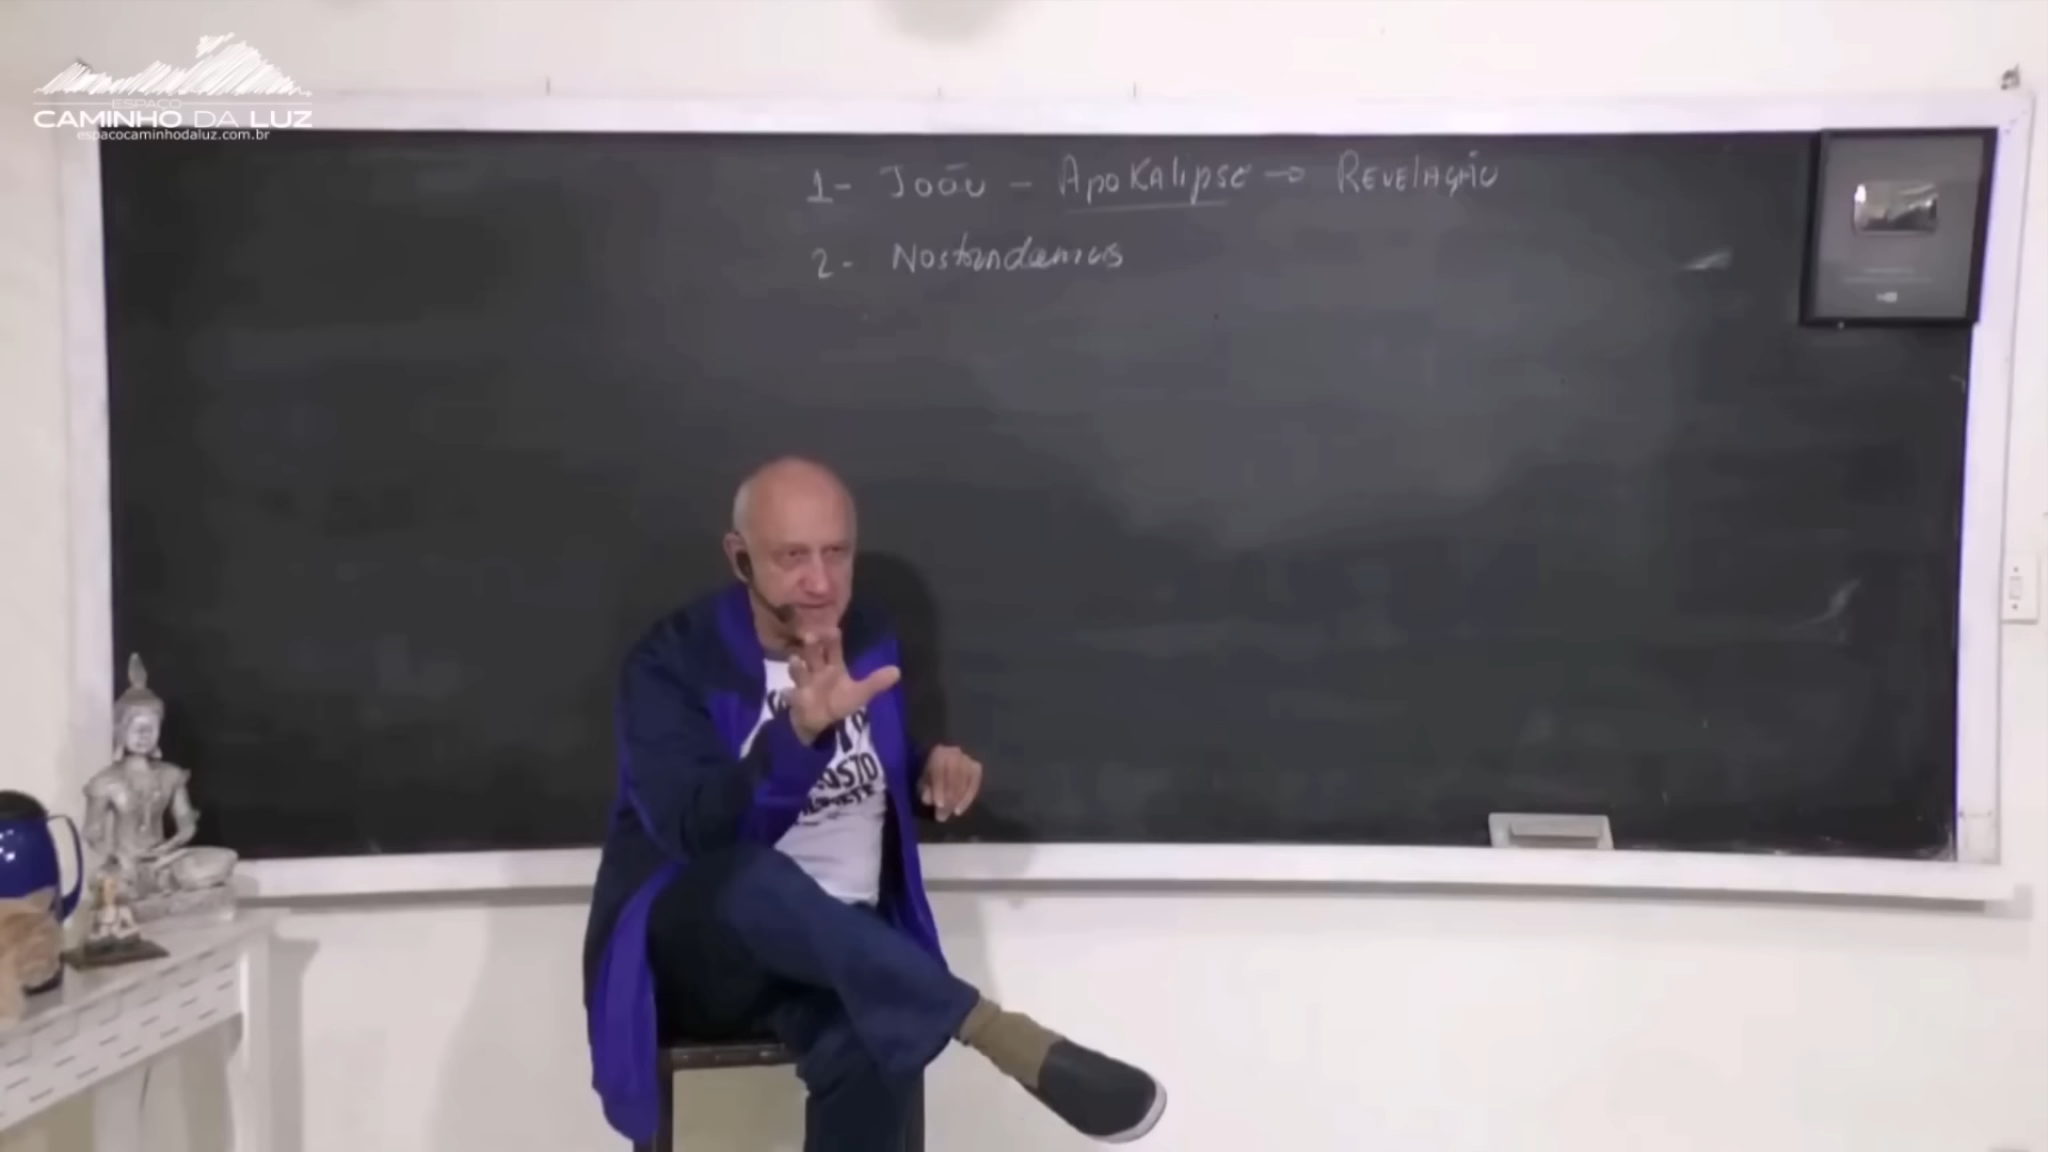 ESPAÇO
CAMINHO DA LUZ
espacocaminhodaluz.com.br
1- João - Apokalipse → Revelação
2- Nostradamus